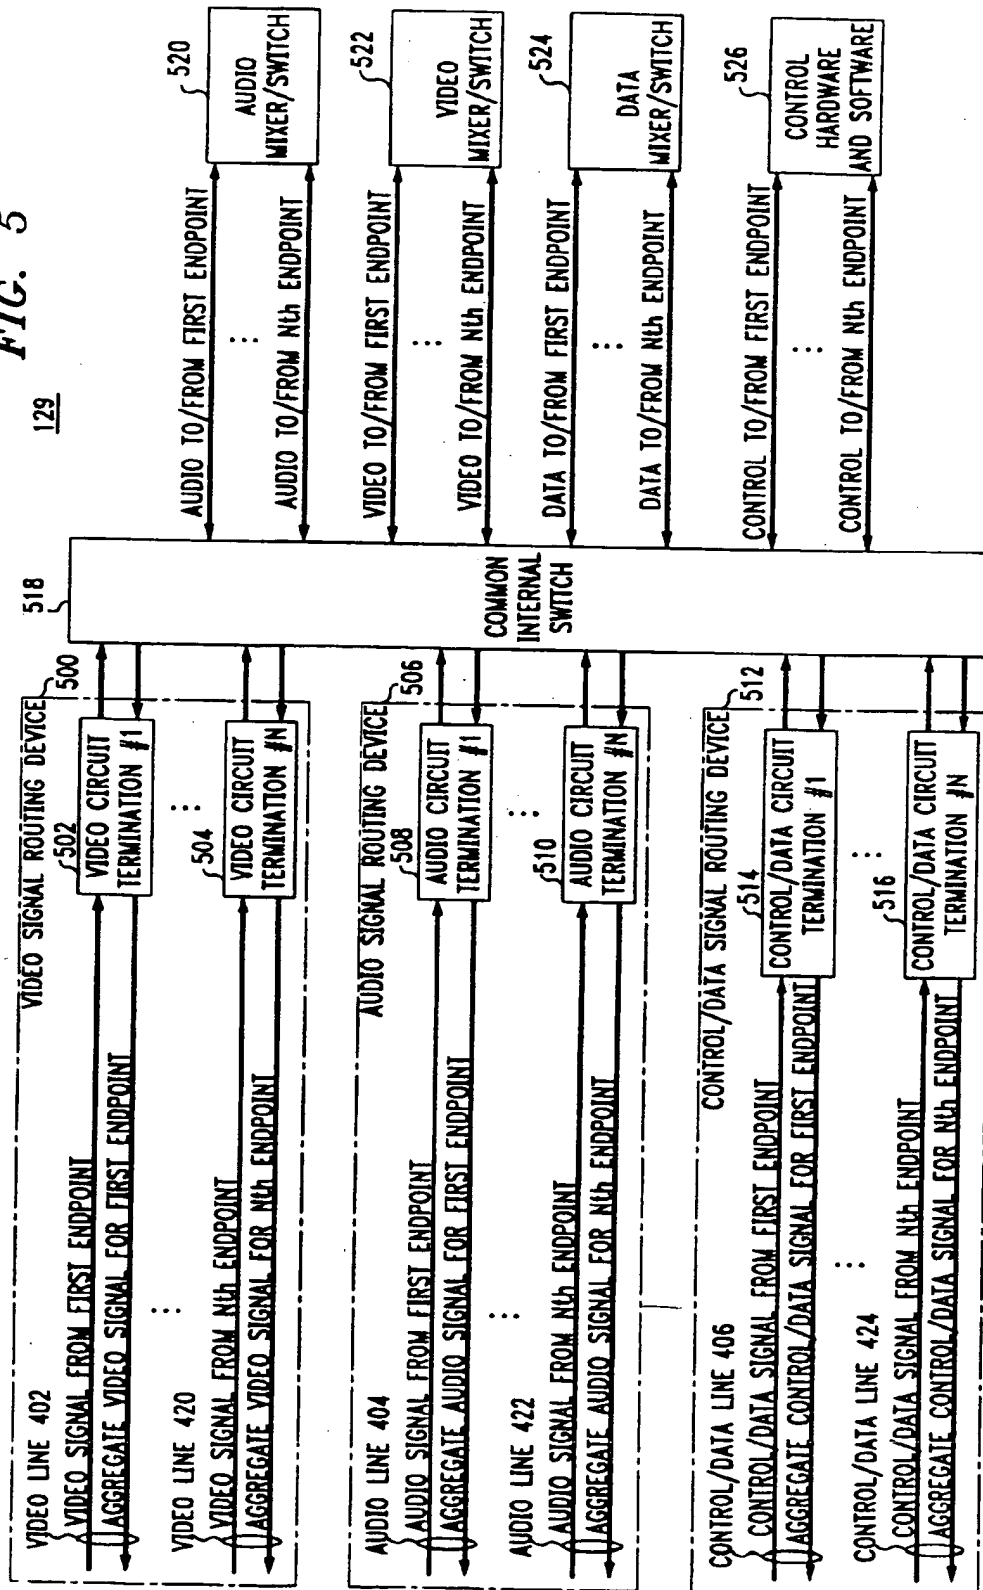 FIG. 5
129
VIDEO SIGNAL ROUTING DEVICE
500
VIDEO LINE 402
VIDEO SIGNAL FROM FIRST ENDPOINT
AGGREGATE VIDEO SIGNAL FOR FIRST ENDPOINT
502
VIDEO CIRCUIT
TERMINATION #1
VIDEO LINE 420
VIDEO SIGNAL FROM Nth ENDPOINT
AGGREGATE VIDEO SIGNAL FOR Nth ENDPOINT
504
VIDEO CIRCUIT
TERMINATION #N
AUDIO SIGNAL ROUTING DEVICE
506
AUDIO LINE 404
AUDIO SIGNAL FROM FIRST ENDPOINT
AGGREGATE AUDIO SIGNAL FOR FIRST ENDPOINT
508
AUDIO CIRCUIT
TERMINATION #1
AUDIO LINE 422
AUDIO SIGNAL FROM Nth ENDPOINT
AGGREGATE AUDIO SIGNAL FOR Nth ENDPOINT
510
AUDIO CIRCUIT
TERMINATION #N
CONTROL/DATA SIGNAL ROUTING DEVICE
512
CONTROL/DATA LINE 406
CONTROL/DATA SIGNAL FROM FIRST ENDPOINT
AGGREGATE CONTROL/DATA SIGNAL FOR FIRST ENDPOINT
514
CONTROL/DATA CIRCUIT
TERMINATION #1
CONTROL/DATA LINE 424
CONTROL/DATA SIGNAL FROM Nth ENDPOINT
AGGREGATE CONTROL/DATA SIGNAL FOR Nth ENDPOINT
516
CONTROL/DATA CIRCUIT
TERMINATION #N
518
COMMON
INTERNAL
SWITCH
AUDIO TO/FROM FIRST ENDPOINT
AUDIO TO/FROM Nth ENDPOINT
520
AUDIO
MIXER/SWITCH
VIDEO TO/FROM FIRST ENDPOINT
VIDEO TO/FROM Nth ENDPOINT
522
VIDEO
MIXER/SWITCH
DATA TO/FROM FIRST ENDPOINT
DATA TO/FROM Nth ENDPOINT
524
DATA
MIXER/SWITCH
CONTROL TO/FROM FIRST ENDPOINT
CONTROL TO/FROM Nth ENDPOINT
526
CONTROL
HARDWARE
AND SOFTWARE